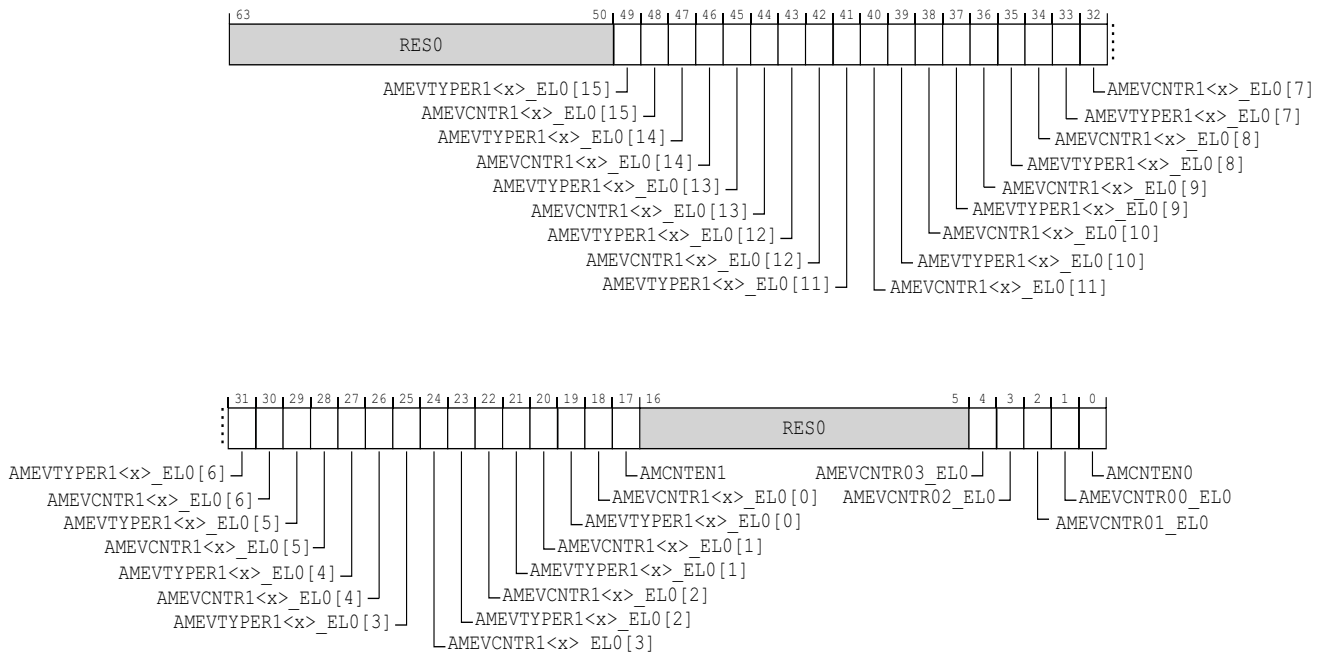 63 50 49 48 47 46 45 44 43 42 41 40 39 38 37 36 35 34 33 32
RES0
AMEVTYPER1<x>_EL0[15]
AMEVCNTR1<x>_EL0[15]
AMEVTYPER1<x>_EL0[14]
AMEVCNTR1<x>_EL0[14]
AMEVTYPER1<x>_EL0[13]
AMEVCNTR1<x>_EL0[13]
AMEVTYPER1<x>_EL0[12]
AMEVCNTR1<x>_EL0[12]
AMEVTYPER1<x>_EL0[11]
AMEVCNTR1<x>_EL0[7]
AMEVTYPER1<x>_EL0[7]
AMEVCNTR1<x>_EL0[8]
AMEVTYPER1<x>_EL0[8]
AMEVCNTR1<x>_EL0[9]
AMEVTYPER1<x>_EL0[9]
AMEVCNTR1<x>_EL0[10]
AMEVTYPER1<x>_EL0[10]
AMEVCNTR1<x>_EL0[11]
31 30 29 28 27 26 25 24 23 22 21 20 19 18 17 16 5 4 3 2 1 0
RES0
AMEVTYPER1<x>_EL0[6]
AMEVCNTR1<x>_EL0[6]
AMEVTYPER1<x>_EL0[5]
AMEVCNTR1<x>_EL0[5]
AMEVTYPER1<x>_EL0[4]
AMEVCNTR1<x>_EL0[4]
AMEVTYPER1<x>_EL0[3]
AMCNTEN1
AMEVCNTR1<x>_EL0[0]
AMEVTYPER1<x>_EL0[0]
AMEVCNTR1<x>_EL0[1]
AMEVTYPER1<x>_EL0[1]
AMEVCNTR1<x>_EL0[2]
AMEVTYPER1<x>_EL0[2]
AMEVCNTR1<x>_EL0[3]
AMEVCNTR03_EL0
AMEVCNTR02_EL0
AMCNTEN0
AMEVCNTR00_EL0
AMEVCNTR01_EL0